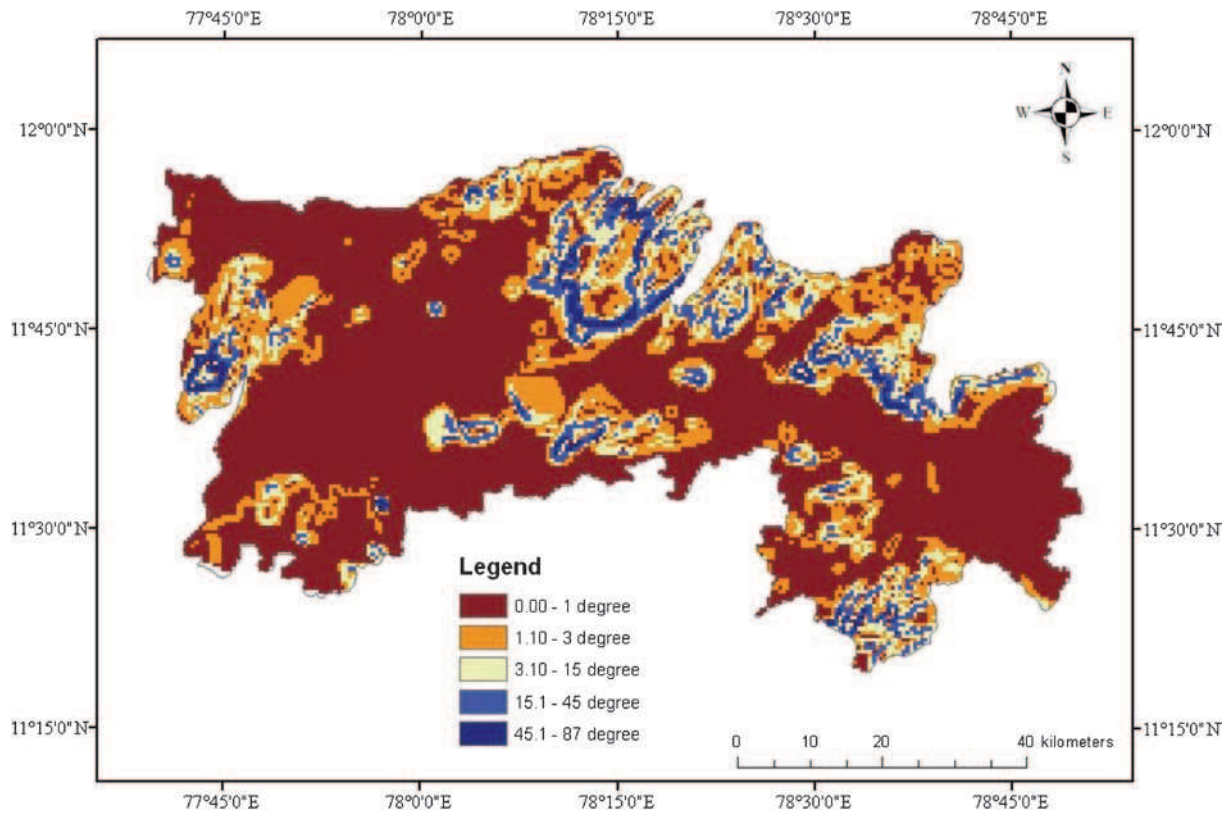 77°45'0"E 78°0'0"E 78°15'0"E 78°30'0"E 78°45'0"E
N
W E
S
12°0'0"N 12°0'0"N
11°45'0"N 11°45'0"N
11°30'0"N 11°30'0"N
Legend
0.00 - 1 degree
1.10 - 3 degree
3.10 - 15 degree
15.1 - 45 degree
45.1 - 87 degree
11°15'0"N 11°15'0"N
0 10 20 40 kilometers
77°45'0"E 78°0'0"E 78°15'0"E 78°30'0"E 78°45'0"E